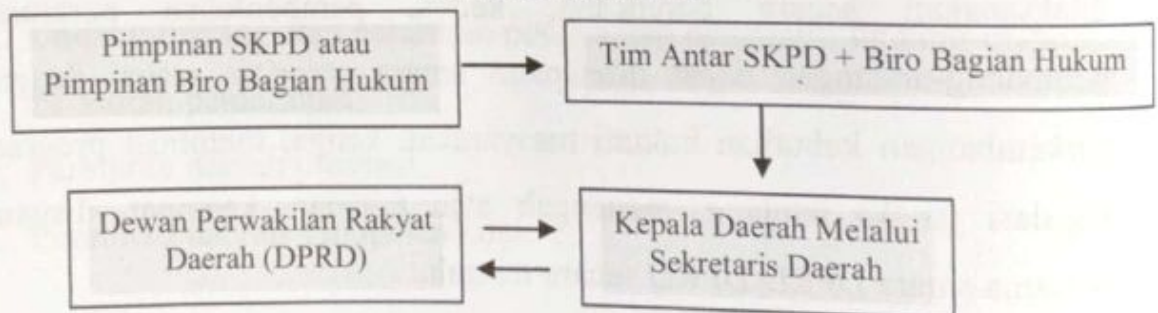 Pimpinan SKPD atau
Pimpinan Biro Bagian Hukum
Tim Antar SKPD + Biro Bagian Hukum
Dewan Perwakilan Rakyat
Daerah (DPRD)
Kepala Daerah Melalui
Sekretaris Daerah